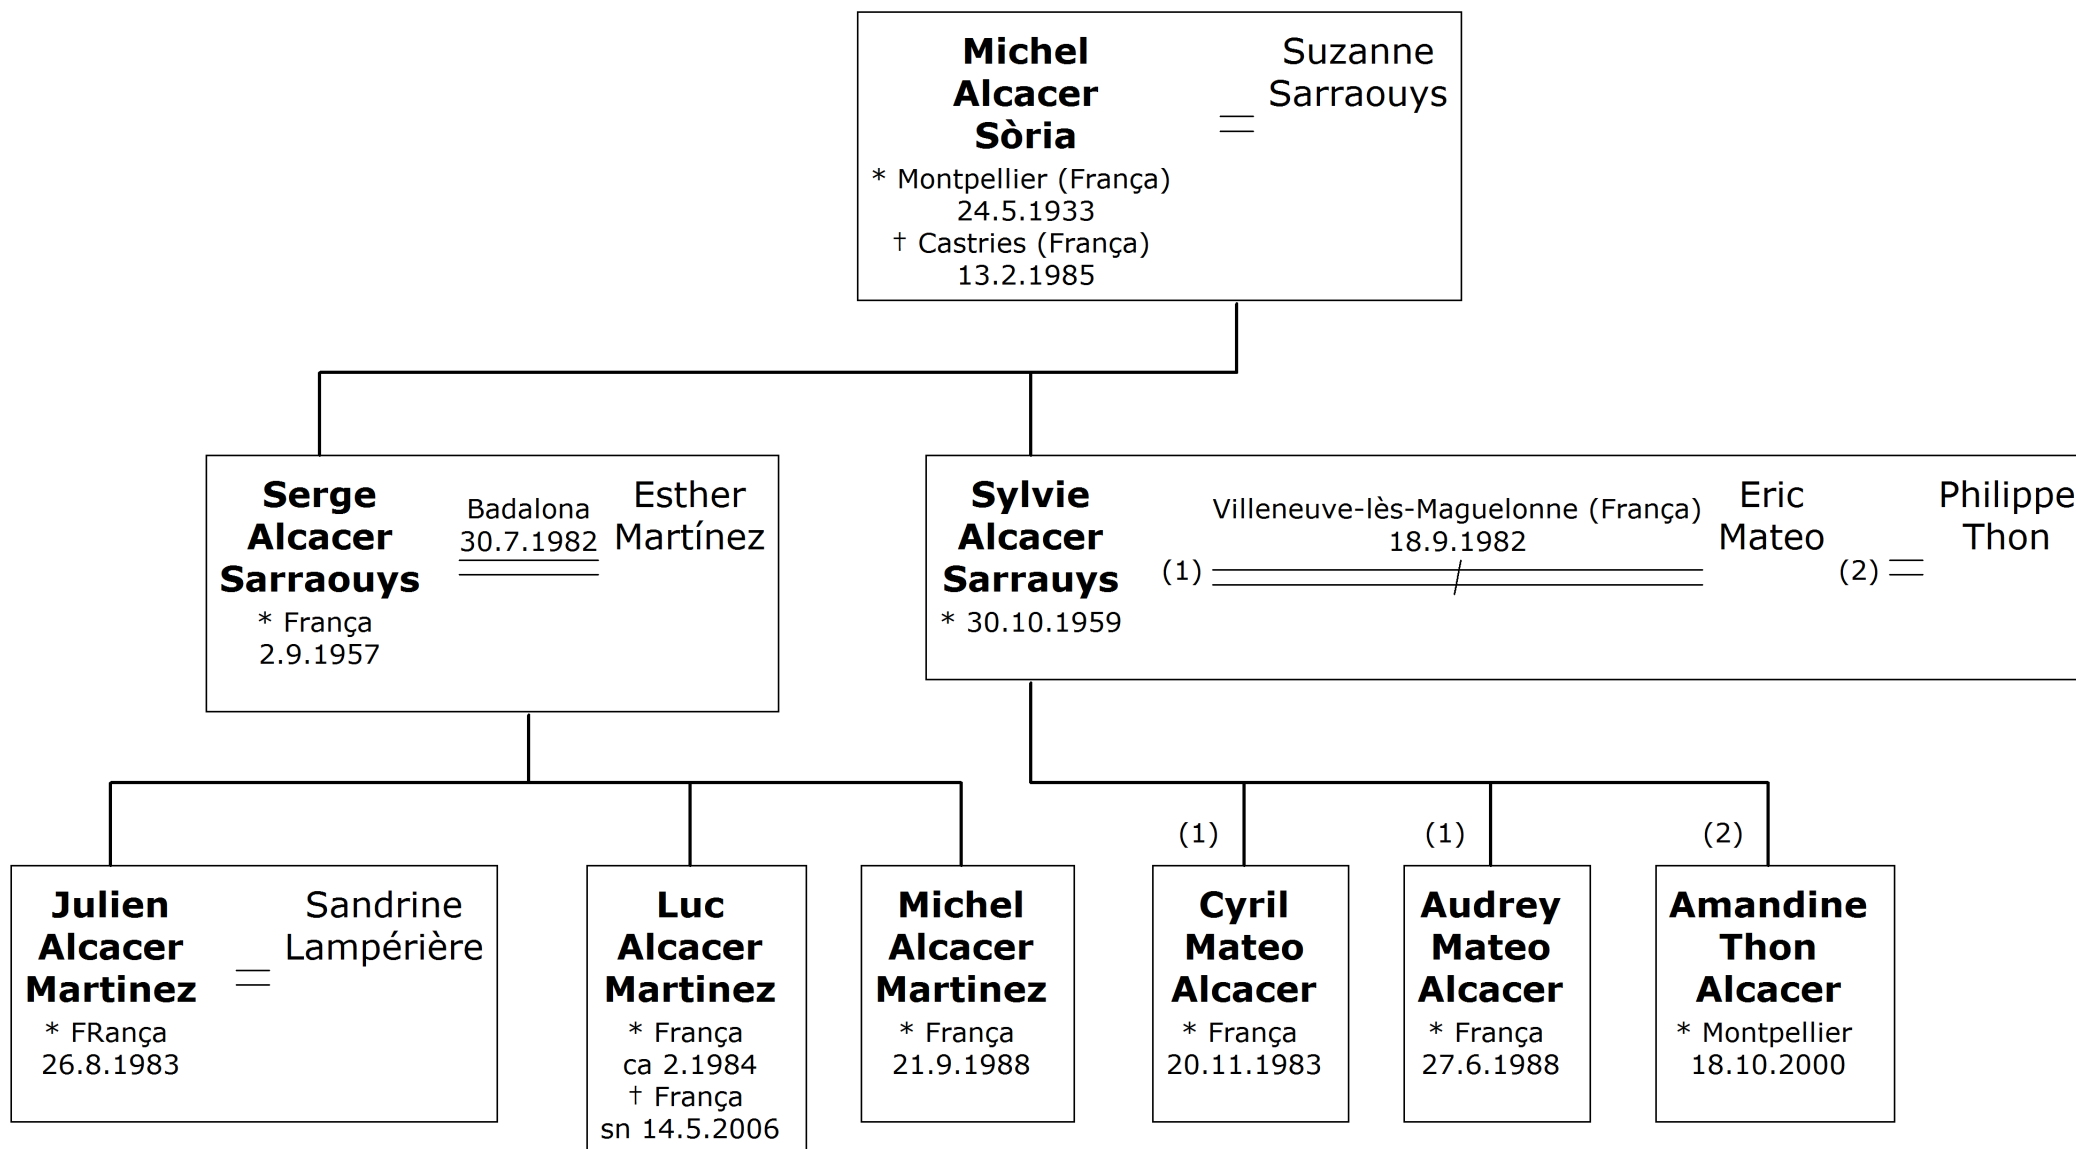 Michel
Alcacer
Sòria
* Montpellier (França)
24.5.1933
† Castries (França)
13.2.1985
Suzanne
Sarraouys
Serge
Alcacer
Sarraouys
* França
2.9.1957
Badalona
30.7.1982
Esther
Martínez
Sylvie
Alcacer
Sarrauys
* 30.10.1959
(1)
Villeneuve-lès-Maguelonne (França)
18.9.1982
Eric
Mateo
(2)
Philippe
Thon
Julien
Alcacer
Martinez
* FRança
26.8.1983
Sandrine
Lampérière
Luc
Alcacer
Martinez
* França
ca 2.1984
† França
sn 14.5.2006
Michel
Alcacer
Martinez
* França
21.9.1988
(1)
Cyril
Mateo
Alcacer
* França
20.11.1983
(1)
Audrey
Mateo
Alcacer
* França
27.6.1988
(2)
Amandine
Thon
Alcacer
* Montpellier
18.10.2000